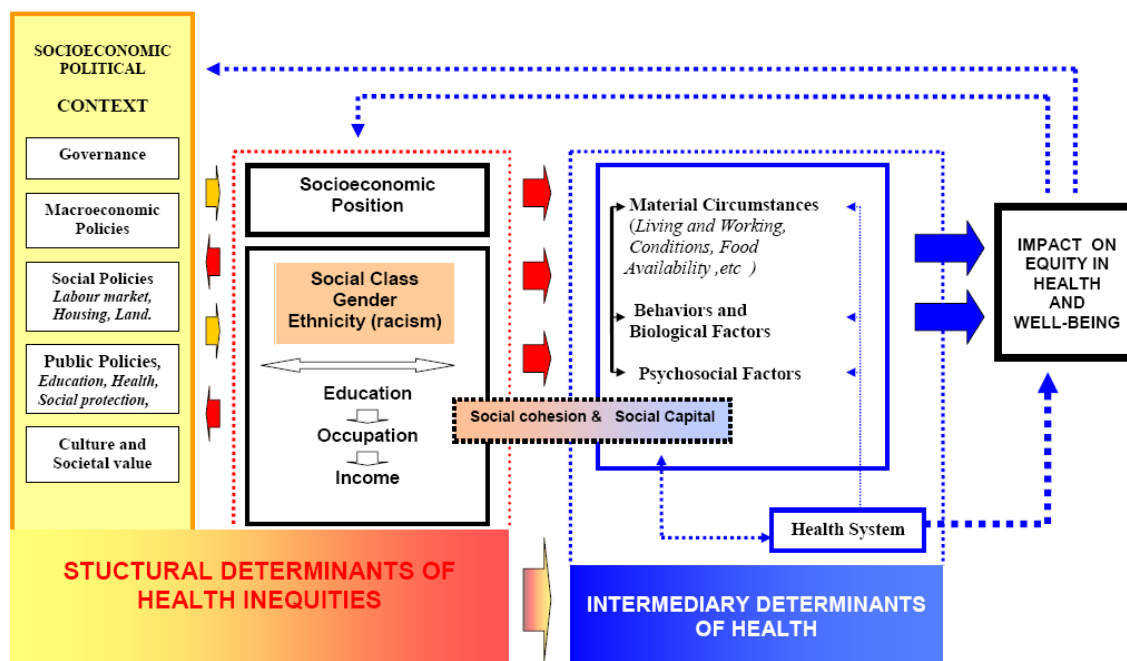 SOCIOECONOMIC
POLITICAL
CONTEXT
Governance
Macroeconomic
Policies
Social Policies
Labour market,
Housing, Land.
Public Policies,
Education, Health,
Social protection,
Culture and
Societal value
Socioeconomic
Position
Social Class
Gender
Ethnicity (racism)
Education
Occupation
Income
Social cohesion & Social Capital
Material Circumstances
(Living and Working,
Conditions, Food
Availability ,etc )
Behaviors and
Biological Factors
Psychosocial Factors
Health System
IMPACT ON
EQUITY IN
HEALTH
AND
WELL-BEING
STUCTURAL DETERMINANTS OF
HEALTH INEQUITIES
INTERMEDIARY DETERMINANTS
OF HEALTH